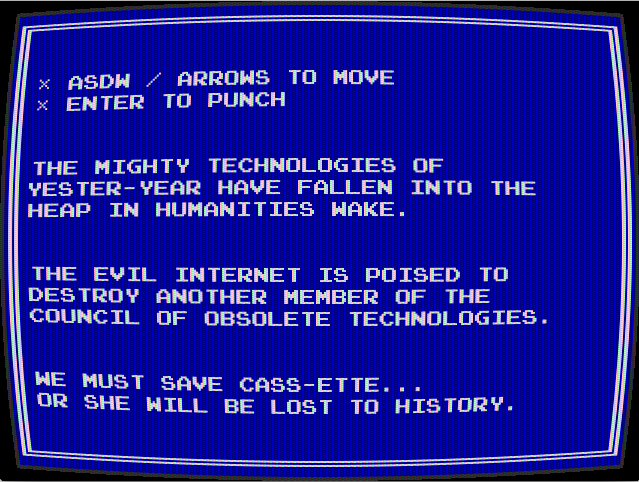 × ASDW / ARROWS TO MOVE
× ENTER TO PUNCH
THE MIGHTY TECHNOLOGIES OF
YESTER-YEAR HAVE FALLEN INTO THE
HEAP IN HUMANITIES WAKE.
THE EVIL INTERNET IS POISED TO
DESTROY ANOTHER MEMBER OF THE
COUNCIL OF OBSOLETE TECHNOLOGIES.
WE MUST SAVE CASS-ETTE...
OR SHE WILL BE LOST TO HISTORY.